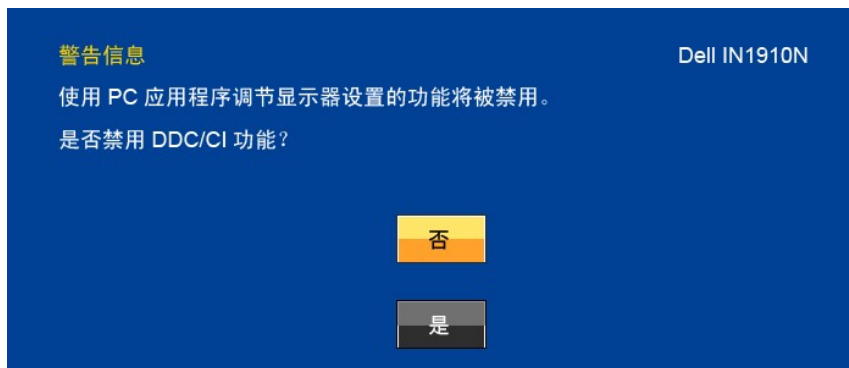 警告信息
Dell IN1910N
使用 PC 应用程序调节显示器设置的功能将被禁用。
是否禁用 DDC/CI 功能?
否
是